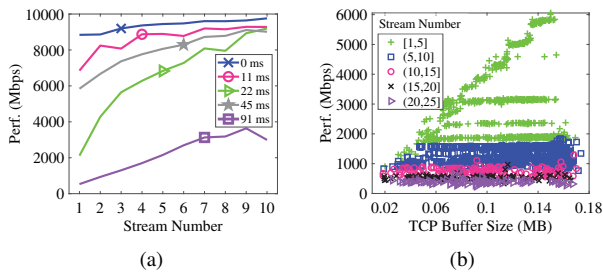 10000
8000
6000
4000
2000
0
Perf. (Mbps)
0 ms
11 ms
22 ms
45 ms
91 ms
1 2 3 4 5 6 7 8 9 10
Stream Number
(a)
6000
5000
4000
3000
2000
1000
0
Perf. (Mbps)
Stream Number
[1,5]
(5,10]
(10,15]
(15,20]
(20,25]
0.02 0.06 0.1 0.14 0.18
TCP Buffer Size (MB)
(b)